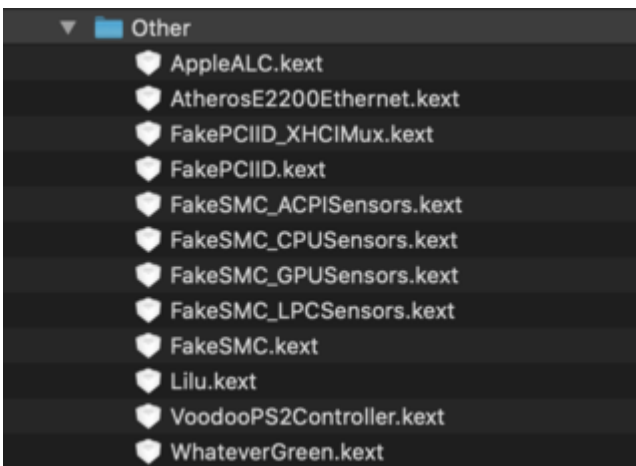 Other
AppleALC.kext
AtherosE2200Ethernet.kext
FakePCIID_XHCIMux.kext
FakePCIID.kext
FakeSMC_ACPISensors.kext
FakeSMC_CPUSensors.kext
FakeSMC_GPUSensors.kext
FakeSMC_LPCSensors.kext
FakeSMC.kext
Lilu.kext
VoodooPS2Controller.kext
WhateverGreen.kext